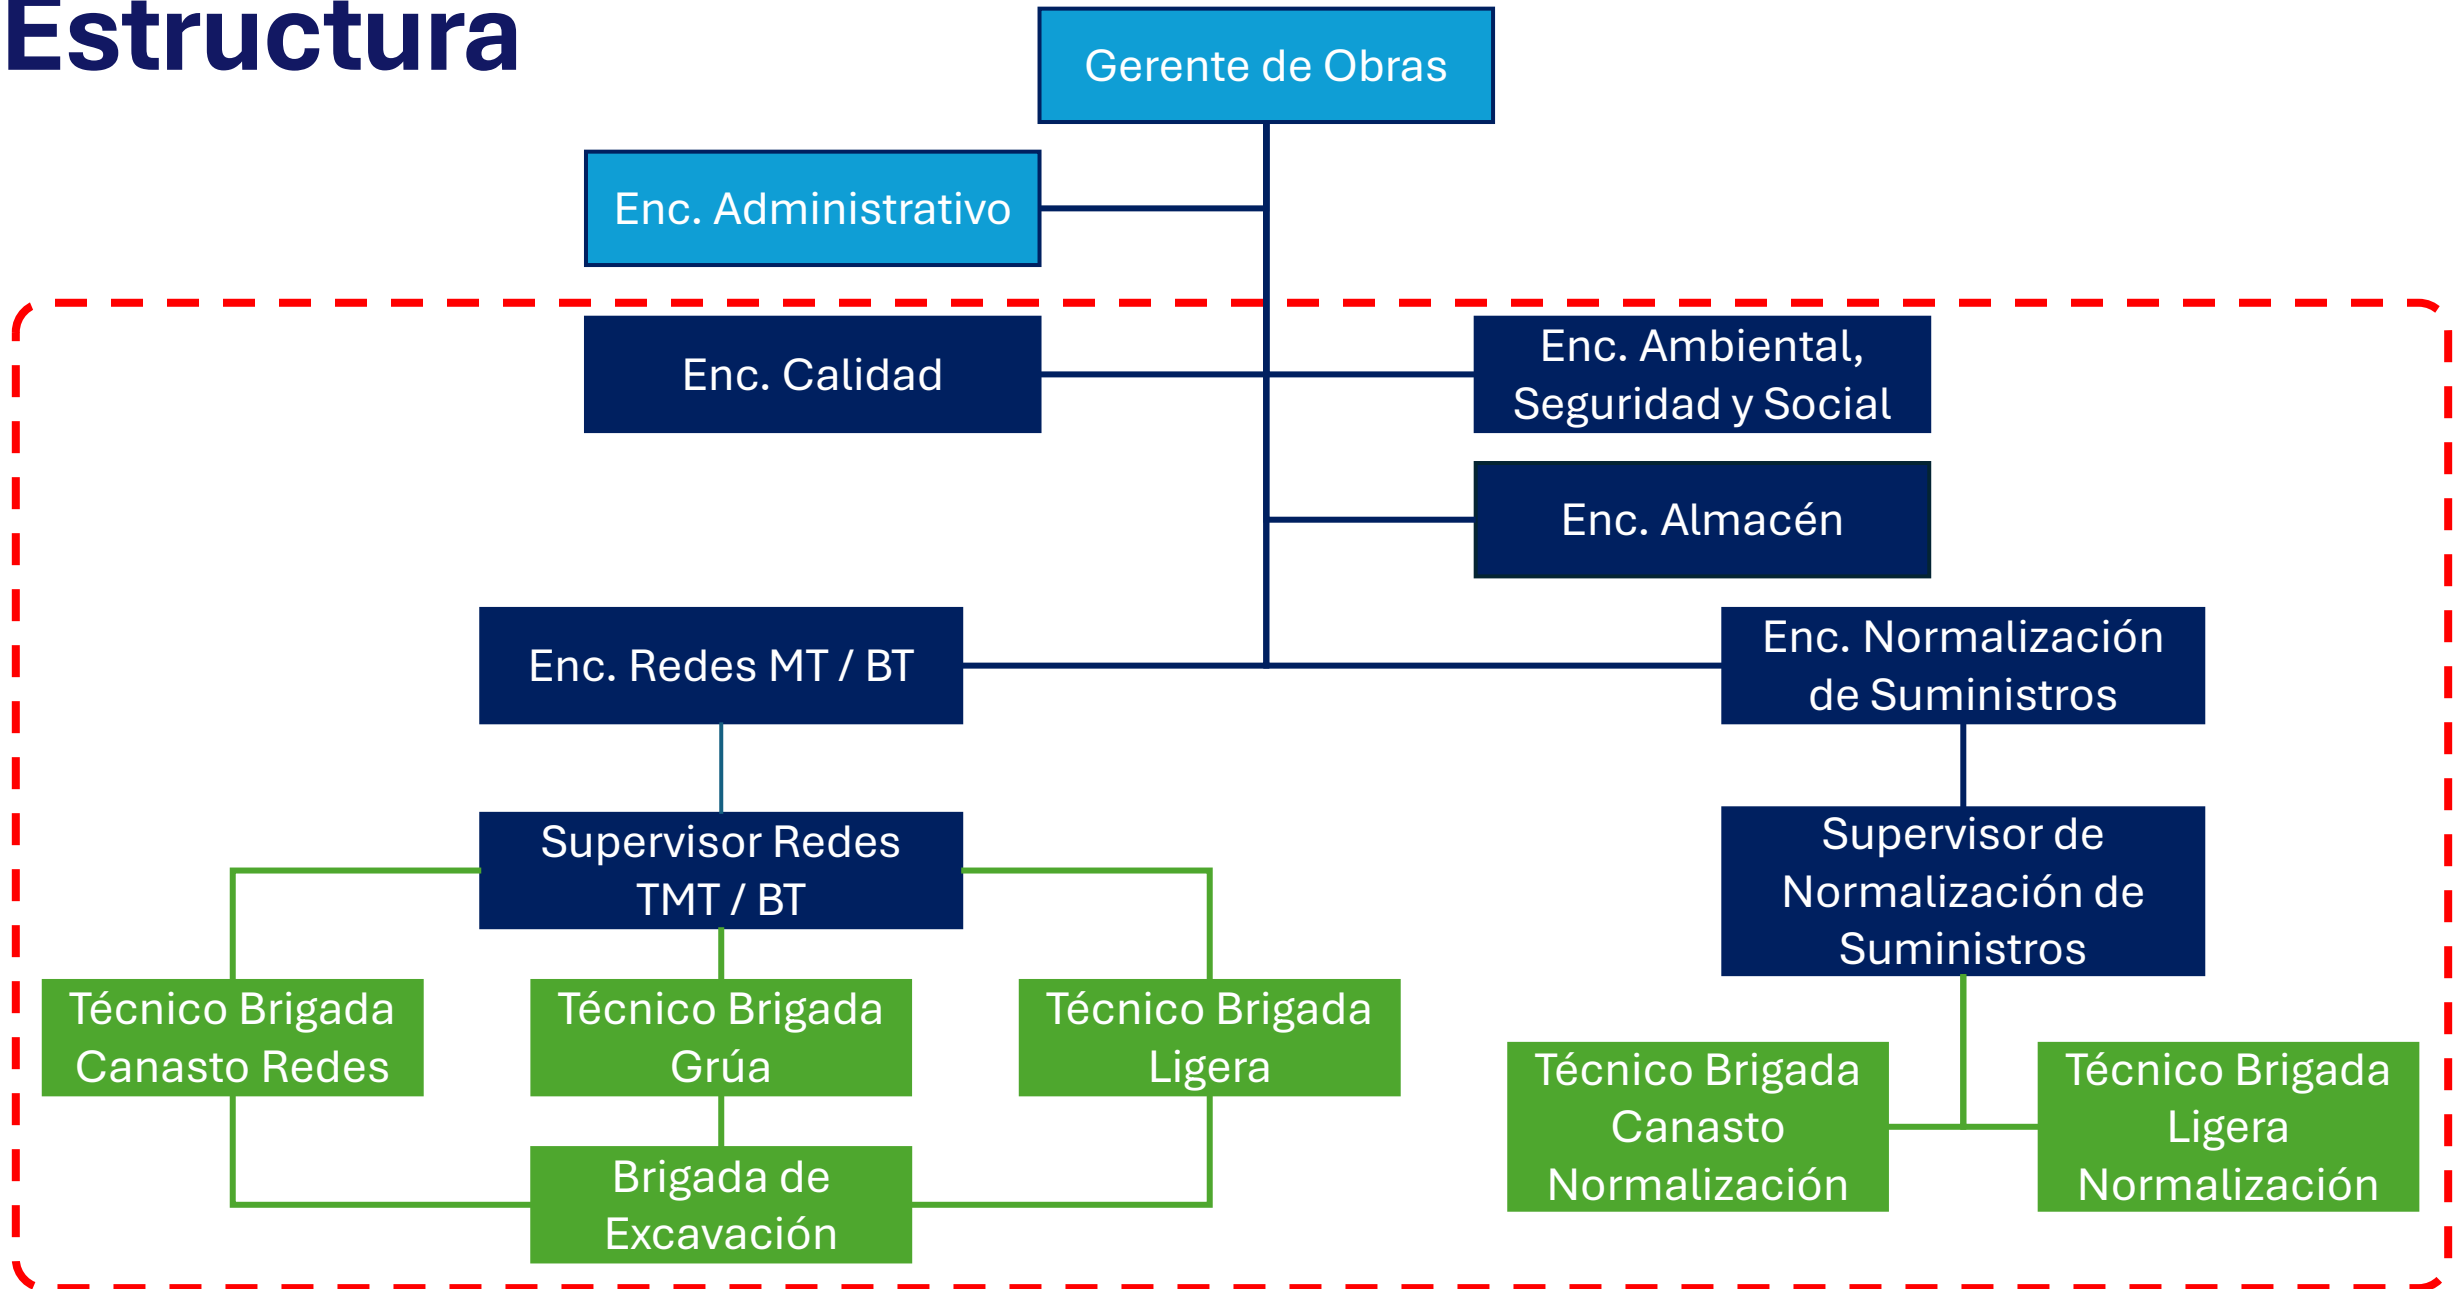 Estructura
Gerente de Obras
Enc. Administrativo
Enc. Calidad
Enc. Ambiental,
Seguridad y Social
Enc. Almacén
Enc. Redes MT / BT
Enc. Normalización
de Suministros
Supervisor Redes
TMT / BT
Supervisor de
Normalización de
Suministros
Técnico Brigada
Canasto Redes
Técnico Brigada
Grúa
Técnico Brigada
Ligera
Técnico Brigada
Canasto
Normalización
Técnico Brigada
Ligera
Normalización
Brigada de
Excavación